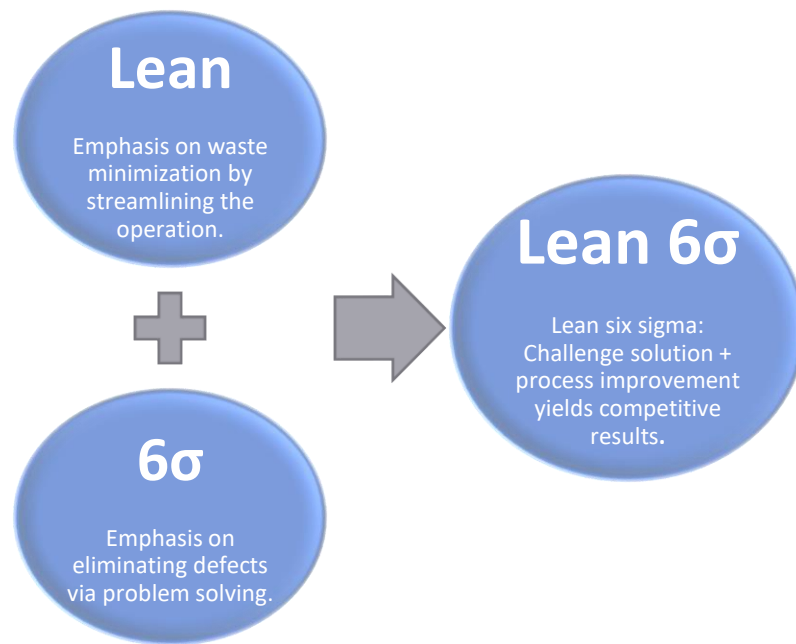 Lean
Emphasis on waste
minimization by
streamlining the
operation.
6σ
Emphasis on
eliminating defects
via problem solving.
Lean 6σ
Lean six sigma:
Challenge solution +
process improvement
yields competitive
results.